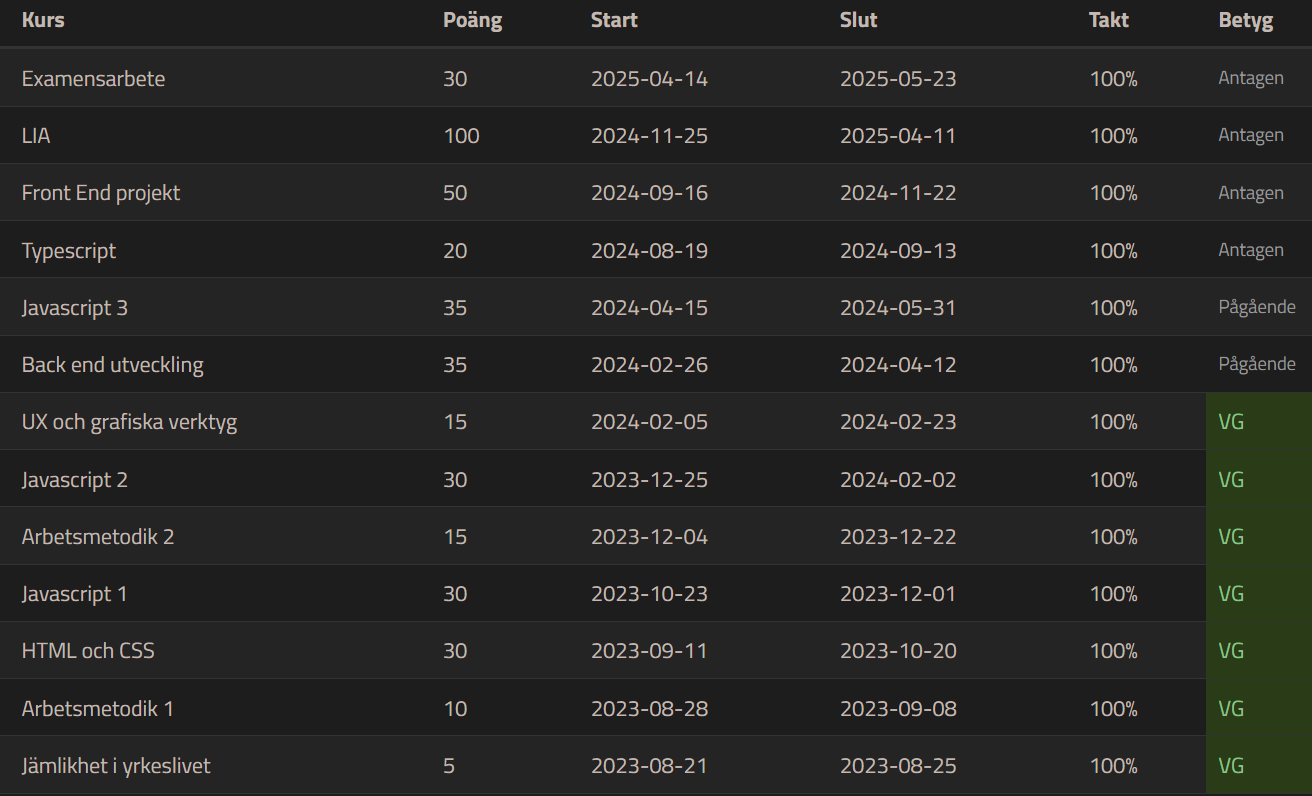 Kurs Poäng Start Slut Takt Betyg
Examensarbete 30 2025-04-14 2025-05-23 100% Antagen
LIA 100 2024-11-25 2025-04-11 100% Antagen
Front End projekt 50 2024-09-16 2024-11-22 100% Antagen
Typescript 20 2024-08-19 2024-09-13 100% Antagen
Javascript 3 35 2024-04-15 2024-05-31 100% Pågående
Back end utveckling 35 2024-02-26 2024-04-12 100% Pågående
UX och grafiska verktyg 15 2024-02-05 2024-02-23 100% VG
Javascript 2 30 2023-12-25 2024-02-02 100% VG
Arbetsmetodik 2 15 2023-12-04 2023-12-22 100% VG
Javascript 1 30 2023-10-23 2023-12-01 100% VG
HTML och CSS 30 2023-09-11 2023-10-20 100% VG
Arbetsmetodik 1 10 2023-08-28 2023-09-08 100% VG
Jämlikhet i yrkeslivet 5 2023-08-21 2023-08-25 100% VG